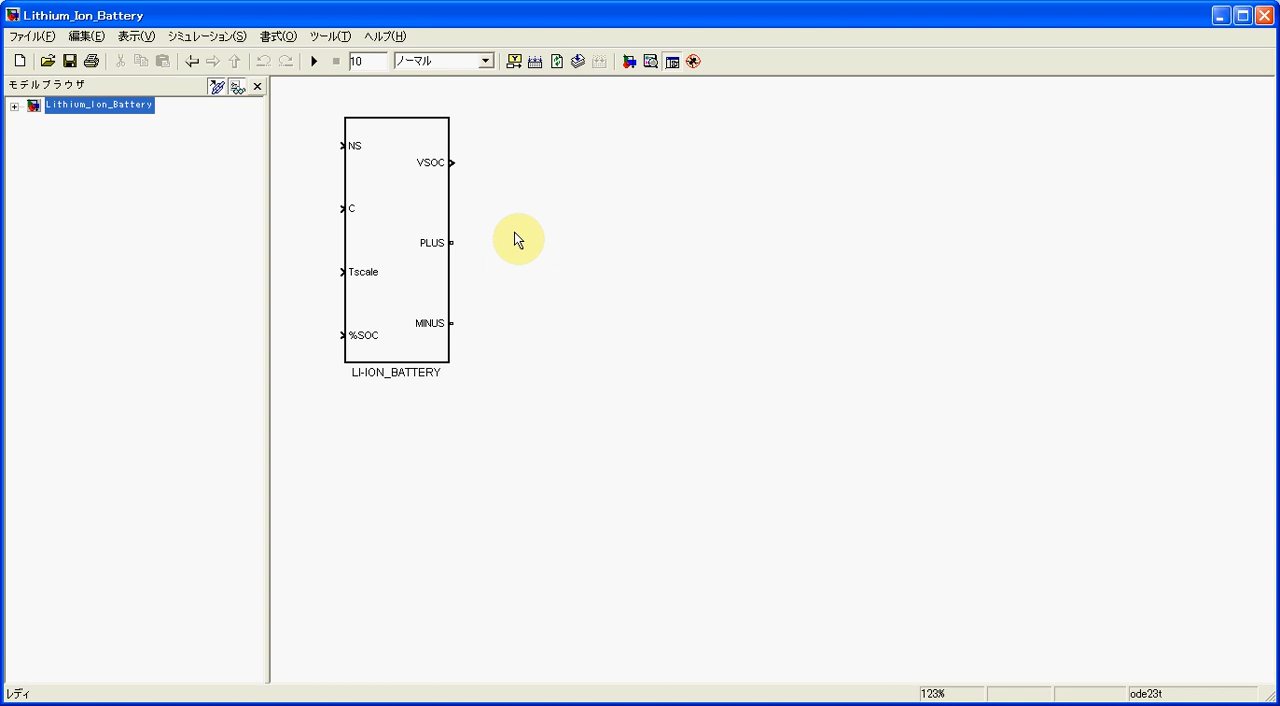 Lithium_Ion_Battery
ファイル(F) 編集(E) 表示(V) シミュレーション(S) 書式(O) ツール(T) ヘルプ(H)
10 ノーマル
モデルブラウザ
Lithium_Ion_Battery
NS
VSOC
C
PLUS
Tscale
MINUS
%SOC
LI-ION_BATTERY
レディ 123% ode23t